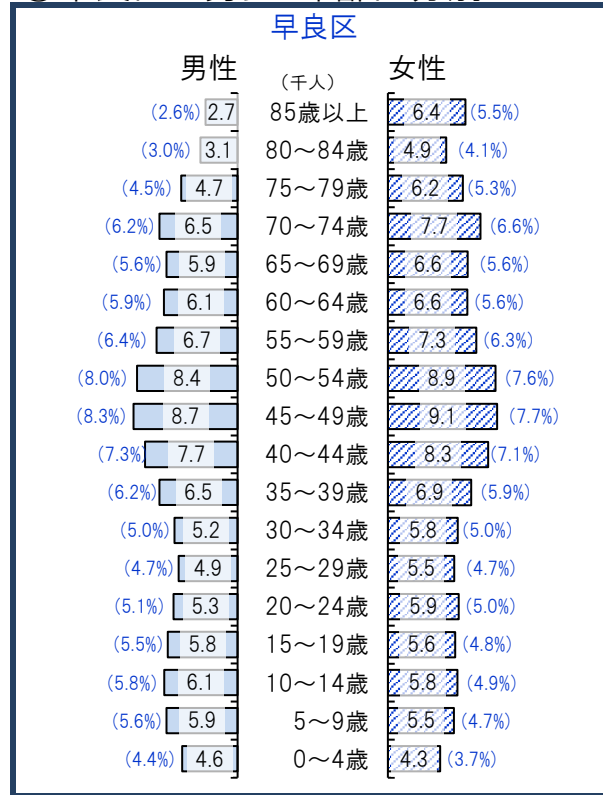 早良区
男性 (千人) 女性
(2.6%) 2.7 85歳以上 6.4 (5.5%)
(3.0%) 3.1 80～84歳 4.9 (4.1%)
(4.5%) 4.7 75～79歳 6.2 (5.3%)
(6.2%) 6.5 70～74歳 7.7 (6.6%)
(5.6%) 5.9 65～69歳 6.6 (5.6%)
(5.9%) 6.1 60～64歳 6.6 (5.6%)
(6.4%) 6.7 55～59歳 7.3 (6.3%)
(8.0%) 8.4 50～54歳 8.9 (7.6%)
(8.3%) 8.7 45～49歳 9.1 (7.7%)
(7.3%) 7.7 40～44歳 8.3 (7.1%)
(6.2%) 6.5 35～39歳 6.9 (5.9%)
(5.0%) 5.2 30～34歳 5.8 (5.0%)
(4.7%) 4.9 25～29歳 5.5 (4.7%)
(5.1%) 5.3 20～24歳 5.9 (5.0%)
(5.5%) 5.8 15～19歳 5.6 (4.8%)
(5.8%) 6.1 10～14歳 5.8 (4.9%)
(5.6%) 5.9 5～9歳 5.5 (4.7%)
(4.4%) 4.6 0～4歳 4.3 (3.7%)